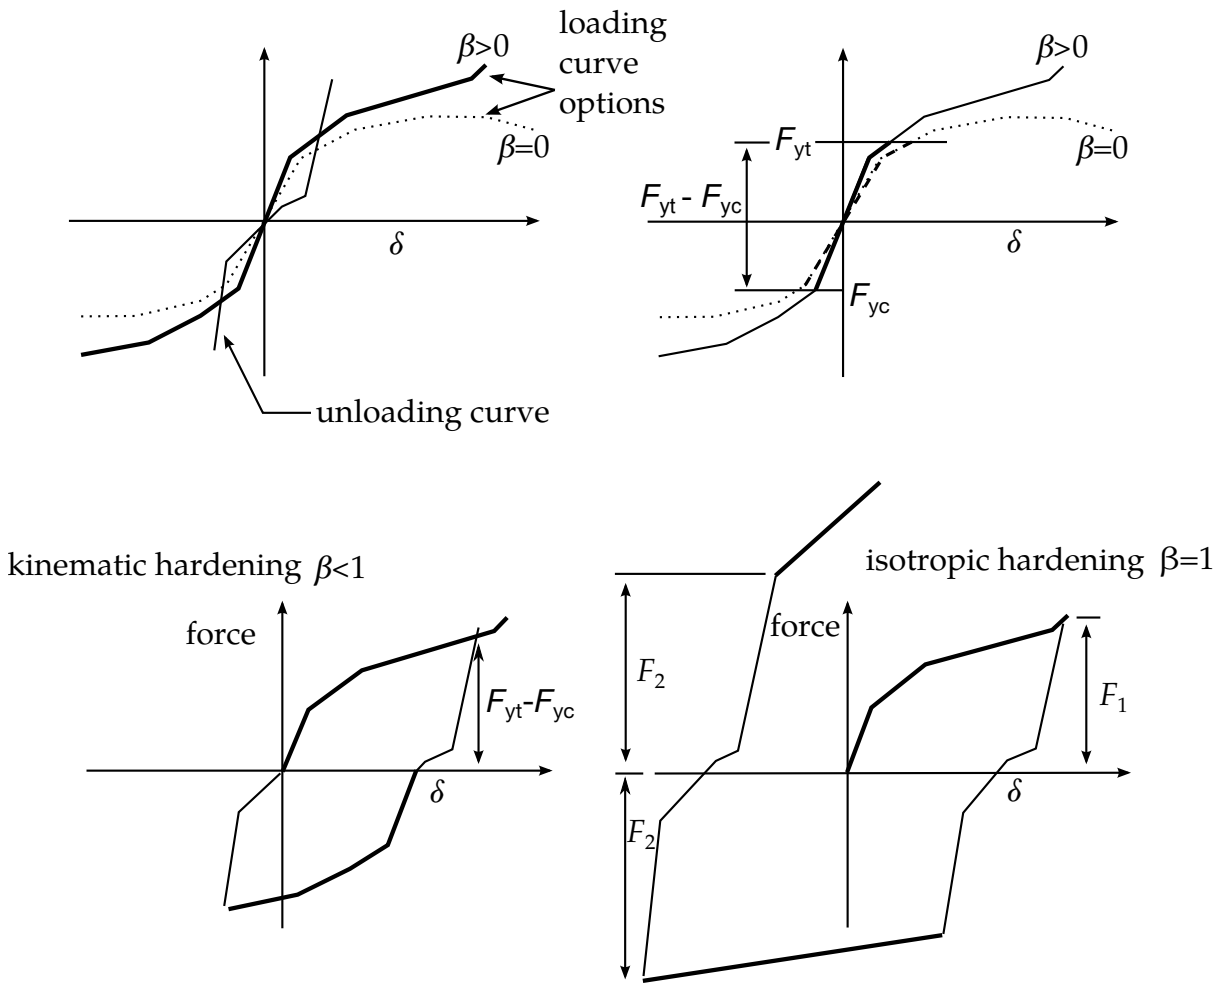 loading
curve
options
β>0
β=0
δ
unloading curve
β>0
β=0
F_yt
F_yt - F_yc
F_yc
δ
kinematic hardening β<1
force
F_yt-F_yc
δ
isotropic hardening β=1
force
F_2
F_1
F_2
δ